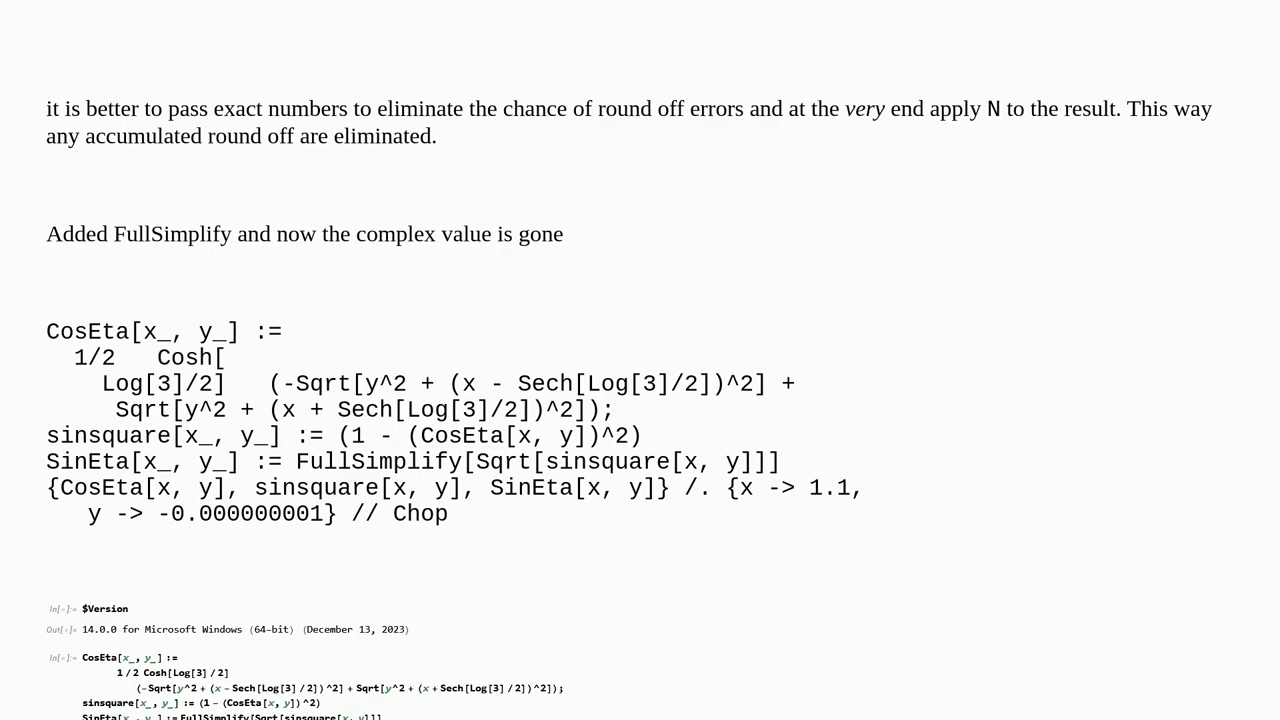 it is better to pass exact numbers to eliminate the chance of round off errors and at the very end apply N to the result. This way
any accumulated round off are eliminated.
Added FullSimplify and now the complex value is gone
CosEta[x_, y_] :=
  1/2   Cosh[
    Log[3]/2]   (-Sqrt[y^2 + (x - Sech[Log[3]/2])^2] +
     Sqrt[y^2 + (x + Sech[Log[3]/2])^2]);
sinsquare[x_, y_] := (1 - (CosEta[x, y])^2)
SinEta[x_, y_] := FullSimplify[Sqrt[sinsquare[x, y]]]
{CosEta[x, y], sinsquare[x, y], SinEta[x, y]} /. {x -> 1.1,
   y -> -0.000000001} // Chop
In[•]:= $Version
Out[•]= 14.0.0 for Microsoft Windows (64-bit) (December 13, 2023)
In[•]:= CosEta[x_, y_] :=
1/2 Cosh[Log[3]/2]
(-Sqrt[y^2 + (x - Sech[Log[3]/2])^2] + Sqrt[y^2 + (x + Sech[Log[3]/2])^2]);
sinsquare[x_, y_] := (1 - (CosEta[x, y])^2)
SinEta[x_, y_] := FullSimplify[Sqrt[sinsquare[x, y]]]